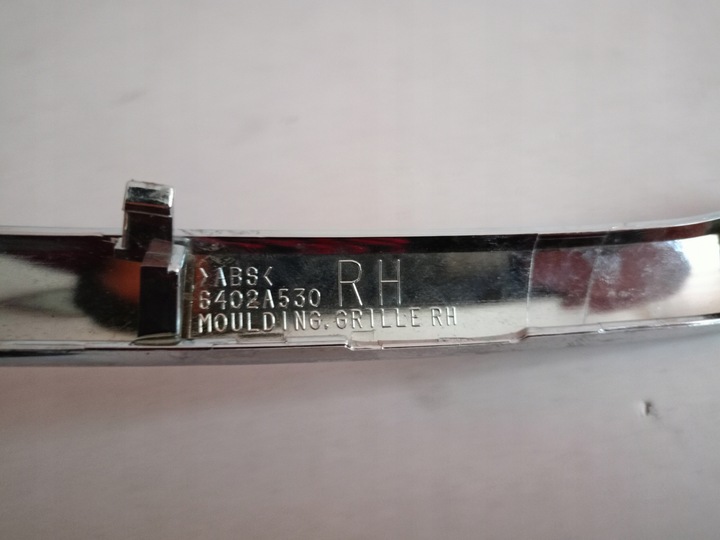 >ABS<
6402A530
RH
MOULDING.GRILLE RH